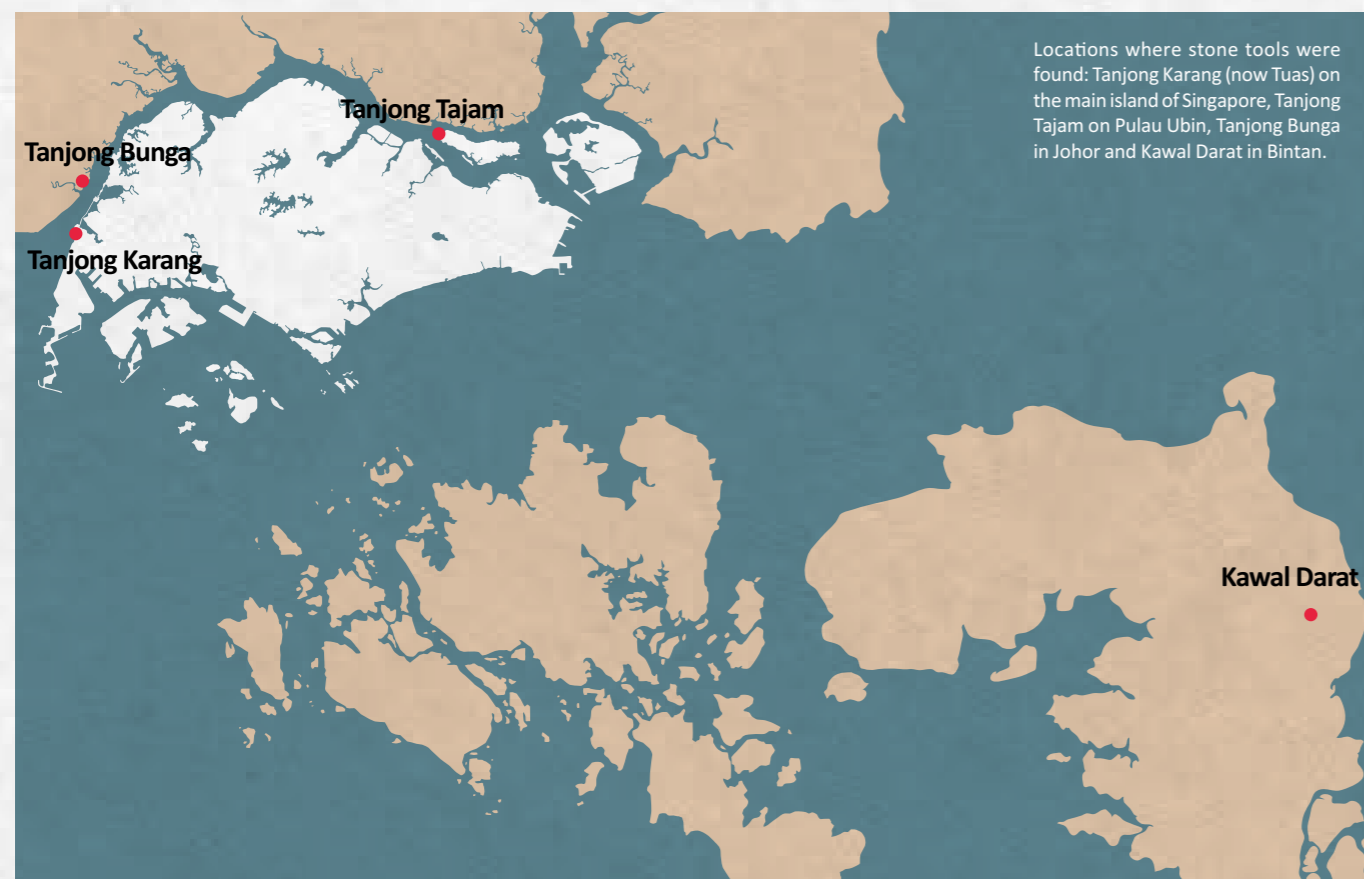 Locations where stone tools were
found: Tanjong Karang (now Tuas) on
the main island of Singapore, Tanjong
Tajam on Pulau Ubin, Tanjong Bunga
in Johor and Kawal Darat in Bintan.
Tanjong Tajam
Tanjong Bunga
Tanjong Karang
Kawal Darat